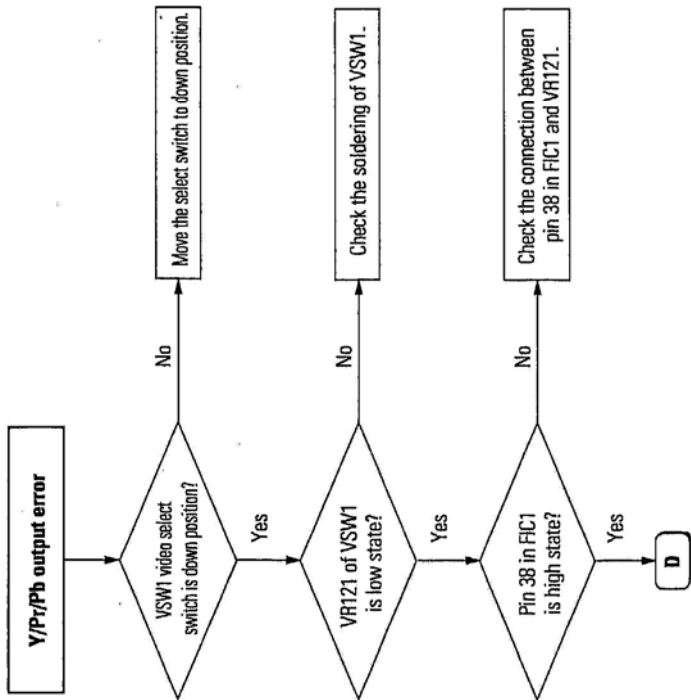 Y/Pr/Pb output error
VSW1 video select
switch is down position?
No
Move the select switch to down position.
Yes
VR121 of VSW1
is low state?
No
Check the soldering of VSW1.
Yes
Pin 38 in FIC1
is high state?
No
Check the connection between
pin 38 in FIC1 and VR121.
Yes
D